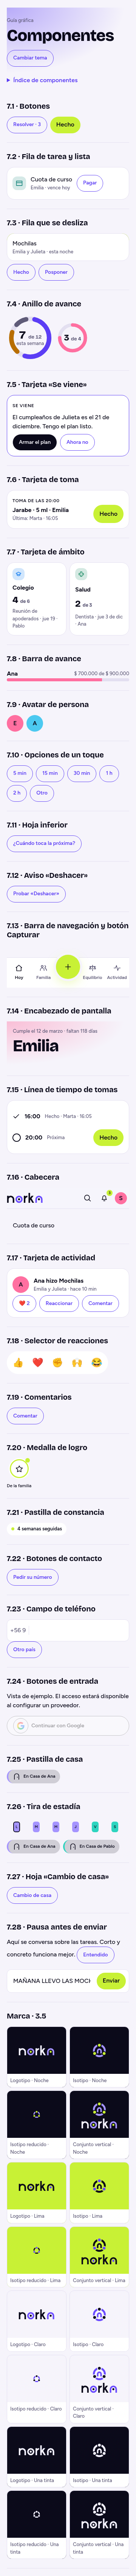 Guía gráfica
Componentes
Cambiar tema
Índice de componentes
7.1 · Botones
Resolver · 3
Hecho
7.2 · Fila de tarea y lista
Cuota de curso
Emilia · vence hoy
Pagar
7.3 · Fila que se desliza
Mochilas
Emilia y Julieta · esta noche
Hecho
Posponer
7.4 · Anillo de avance
7 de 12
esta semana
3 de 4
7.5 · Tarjeta «Se viene»
SE VIENE
El cumpleaños de Julieta es el 21 de
diciembre. Tengo el plan listo.
Armar el plan
Ahora no
7.6 · Tarjeta de toma
TOMA DE LAS 20:00
Jarabe · 5 ml · Emilia
Última: Marta · 16:05
Hecho
7.7 · Tarjeta de ámbito
Colegio
4 de 6
Reunión de
apoderados · jue 19 ·
Pablo
Salud
2 de 3
Dentista · jue 3 de dic
· Ana
7.8 · Barra de avance
Ana
$ 700.000 de $ 900.000
7.9 · Avatar de persona
E
A
7.10 · Opciones de un toque
5 min
15 min
30 min
1 h
2 h
Otro
7.11 · Hoja inferior
¿Cuándo toca la próxima?
7.12 · Aviso «Deshacer»
Probar «Deshacer»
7.13 · Barra de navegación y botón
Capturar
Hoy
Familia
Equilibrio
Actividad
7.14 · Encabezado de pantalla
Cumple el 12 de marzo · faltan 118 días
Emilia
7.15 · Línea de tiempo de tomas
16:00
Hecho · Marta · 16:05
20:00
Próxima
Hecho
7.16 · Cabecera
norka
3
S
Cuota de curso
7.17 · Tarjeta de actividad
A
Ana hizo Mochilas
Emilia y Julieta · hace 10 min
2
Reaccionar
Comentar
7.18 · Selector de reacciones
7.19 · Comentarios
Comentar
7.20 · Medalla de logro
De la familia
7.21 · Pastilla de constancia
4 semanas seguidas
7.22 · Botones de contacto
Pedir su número
7.23 · Campo de teléfono
+56 9
Otro país
7.24 · Botones de entrada
Vista de ejemplo. El acceso estará disponible
al configurar un proveedor.
Continuar con Google
7.25 · Pastilla de casa
En Casa de Ana
7.26 · Tira de estadía
L
M
M
J
V
S
En Casa de Ana
En Casa de Pablo
7.27 · Hoja «Cambio de casa»
Cambio de casa
7.28 · Pausa antes de enviar
Aquí se conversa sobre las tareas. Corto y
concreto funciona mejor.
Entendido
MAÑANA LLEVO LAS MOCI
Enviar
Marca · 3.5
norka
Logotipo · Noche
Isotipo · Noche
norka
Isotipo reducido ·
Noche
Conjunto vertical ·
Noche
norka
Logotipo · Lima
Isotipo · Lima
norka
Isotipo reducido · Lima
Conjunto vertical · Lima
norka
Logotipo · Claro
Isotipo · Claro
norka
Isotipo reducido · Claro
Conjunto vertical ·
Claro
norka
Logotipo · Una tinta
Isotipo · Una tinta
norka
Isotipo reducido · Una
tinta
Conjunto vertical · Una
tinta